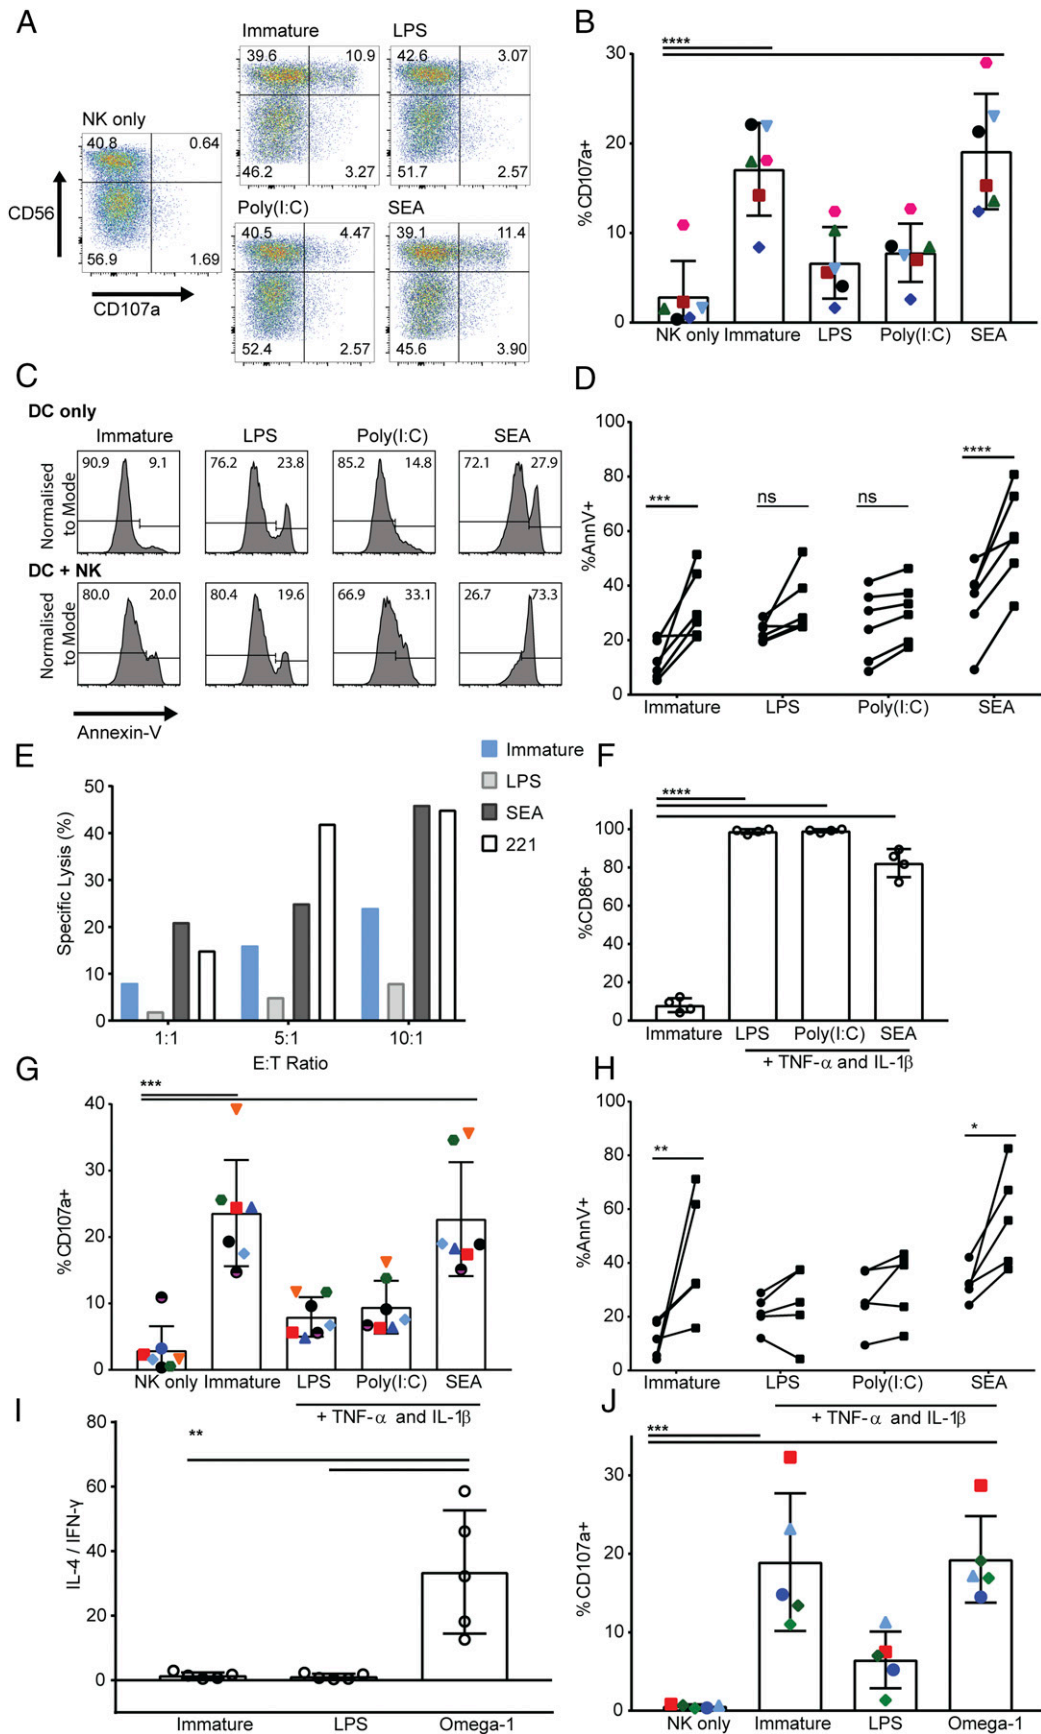 A
Immature
39.6 10.9
46.2 3.27
LPS
42.6 3.07
51.7 2.57
NK only
40.8 0.64
56.9 1.69
CD56
CD107a
Poly(I:C)
40.5 4.47
52.4 2.57
SEA
39.1 11.4
45.6 3.90
B
****
30
20
10
0
% CD107a+
NK only Immature LPS Poly(I:C) SEA
C
DC only
Immature LPS Poly(I:C) SEA
Normalised
to Mode
90.9 9.1
76.2 23.8
85.2 14.8
72.1 27.9
DC + NK
Normalised
to Mode
80.0 20.0
80.4 19.6
66.9 33.1
26.7 73.3
Annexin-V
D
100
80
60
40
20
0
%AnnV+
*** ns ns ****
Immature LPS Poly(I:C) SEA
E
50
40
30
20
10
0
Specific Lysis (%)
1:1 5:1 10:1
E:T Ratio
Immature
LPS
SEA
221
F
****
100
80
60
40
20
0
%CD86+
Immature LPS Poly(I:C) SEA
+ TNF-α and IL-1β
G
***
40
30
20
10
0
% CD107a+
NK only Immature LPS Poly(I:C) SEA
+ TNF-α and IL-1β
H
100
80
60
40
20
0
%AnnV+
** *
Immature LPS Poly(I:C) SEA
+ TNF-α and IL-1β
I
80
60
40
20
0
IL-4 / IFN-γ
**
Immature LPS Omega-1
J
***
30
20
10
0
% CD107a+
NK only Immature LPS Omega-1